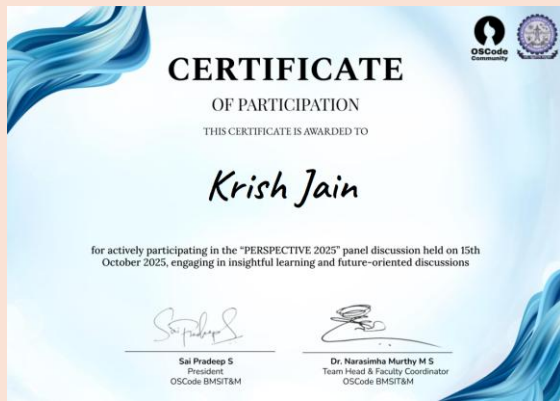 OSCode
Community
CERTIFICATE
OF PARTICIPATION
THIS CERTIFICATE IS AWARDED TO
Krish Jain
for actively participating in the “PERSPECTIVE 2025” panel discussion held on 15th
October 2025, engaging in insightful learning and future-oriented discussions
Sai Pradeep S
Sai Pradeep S
President
OSCode BMSIT&M
Dr. Narasimha Murthy M S
Team Head & Faculty Coordinator
OSCode BMSIT&M